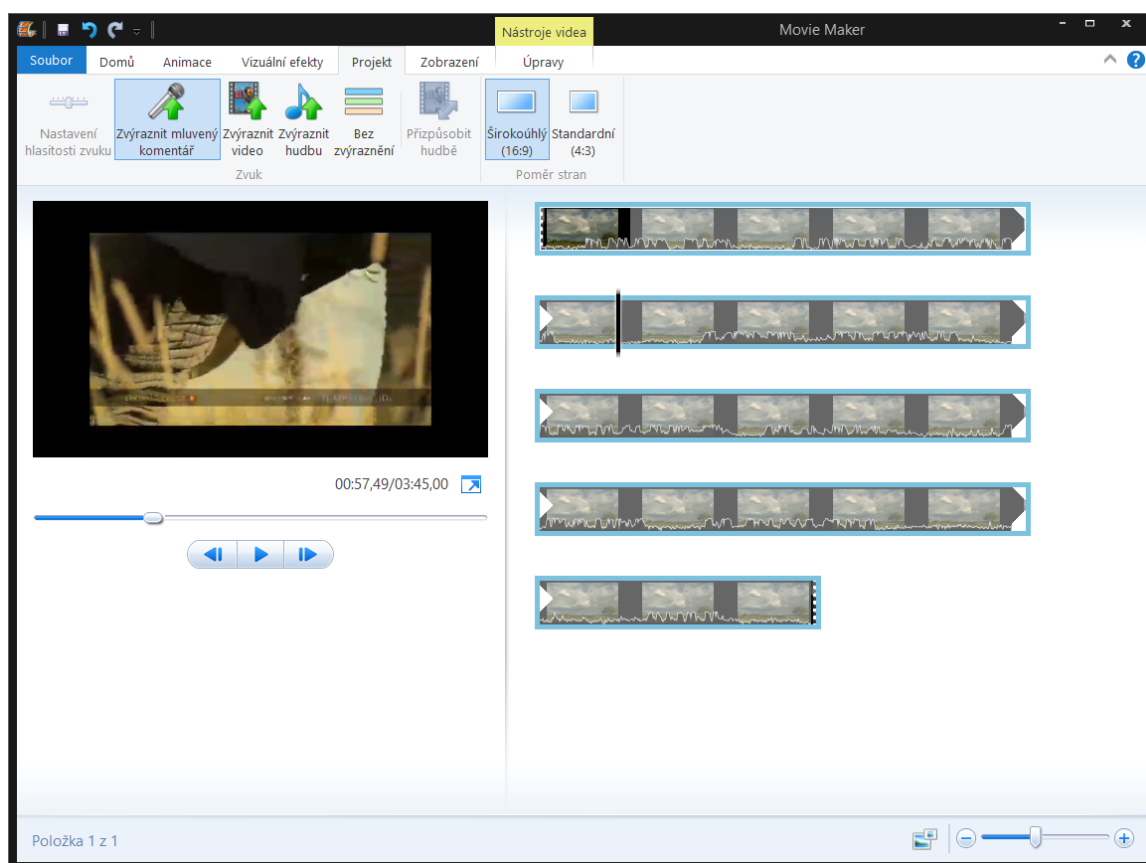 Nástroje videa
Movie Maker
Soubor
Domů
Animace
Vizuální efekty
Projekt
Zobrazení
Úpravy
Nastavení
hlasitosti zvuku
Zvýraznit mluvený
komentář
Zvýraznit
video
Zvýraznit
hudbu
Bez
zvýraznění
Přizpůsobit
hudbě
Širokoúhlý
(16:9)
Standardní
(4:3)
Zvuk
Poměr stran
00:57,49/03:45,00
Položka 1 z 1